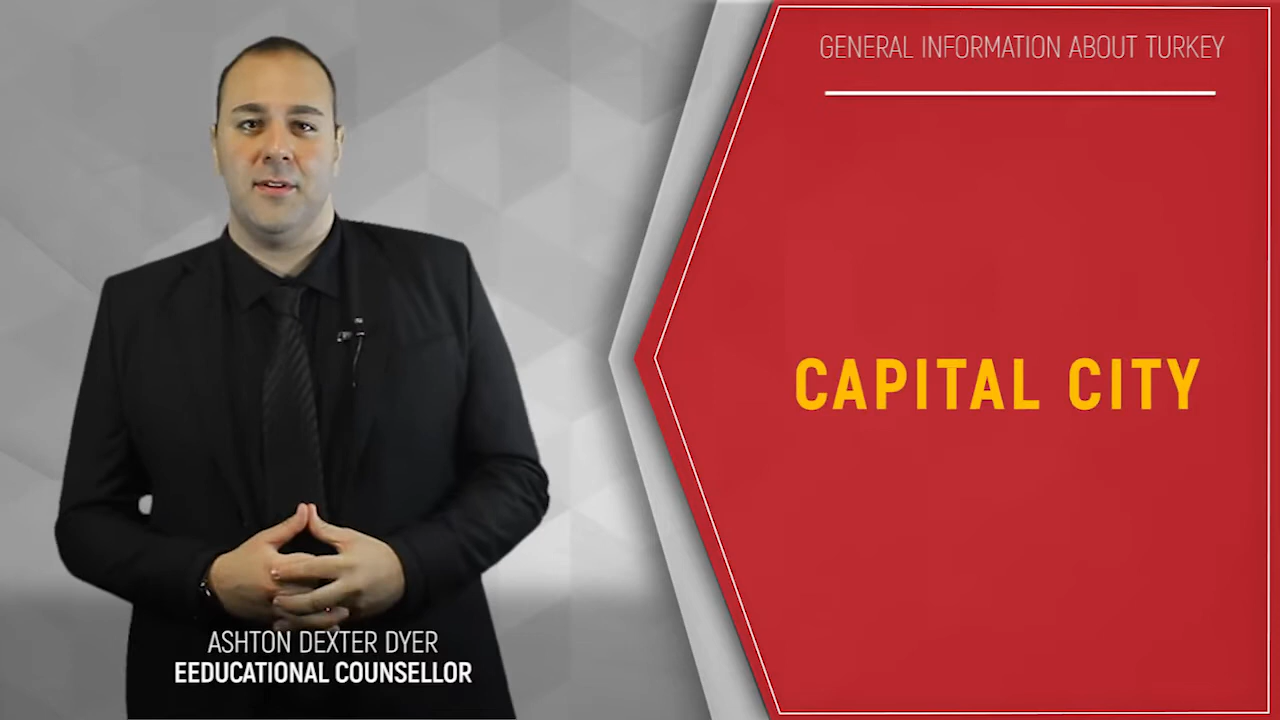 GENERAL INFORMATION ABOUT TURKEY
CAPITAL CITY
ASHTON DEXTER DYER
EEDUCATIONAL COUNSELLOR